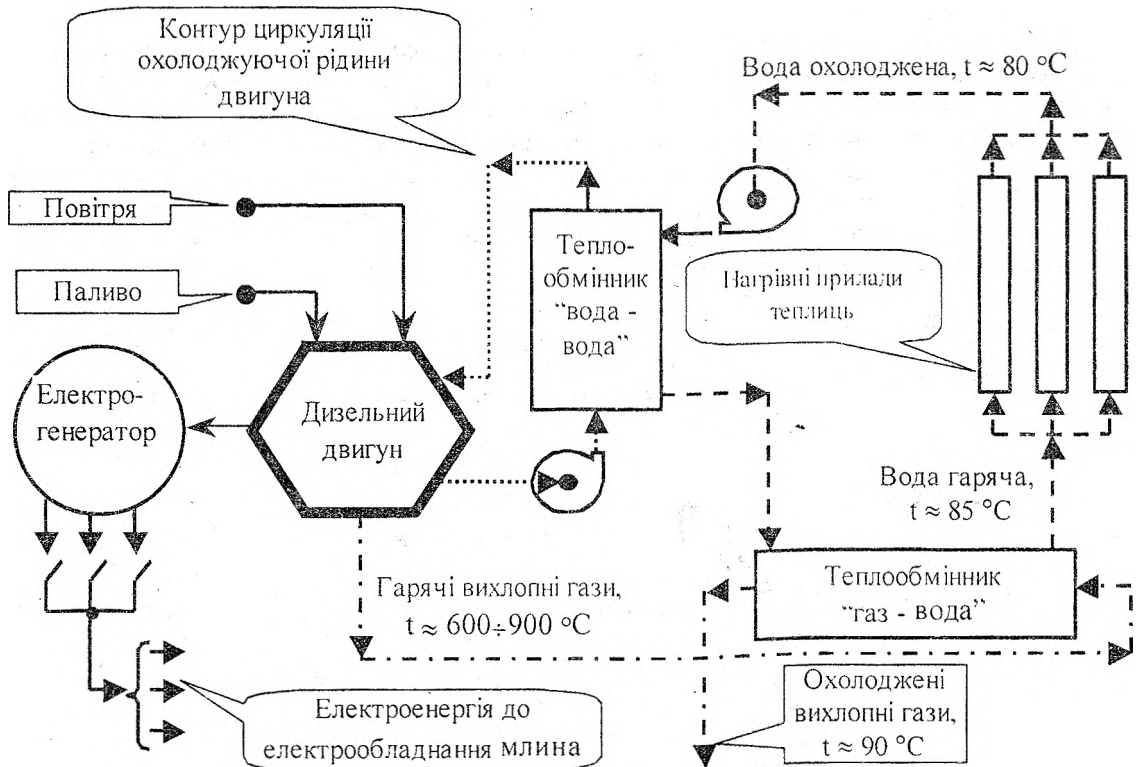 Контур циркуляції
охолоджуючої рідини
двигуна
Вода охолоджена, t ≈ 80 °C
Повітря
Паливо
Тепло-
обмінник
“вода -
вода”
Нагрівні прилади
теплиць
Електро-
генератор
Дизельний
двигун
Вода гаряча,
t ≈ 85 °C
Гарячі вихлопні гази,
t ≈ 600÷900 °C
Теплообмінник
“газ - вода”
Електроенергія до
електрообладнання млина
Охолоджені
вихлопні гази,
t ≈ 90 °C